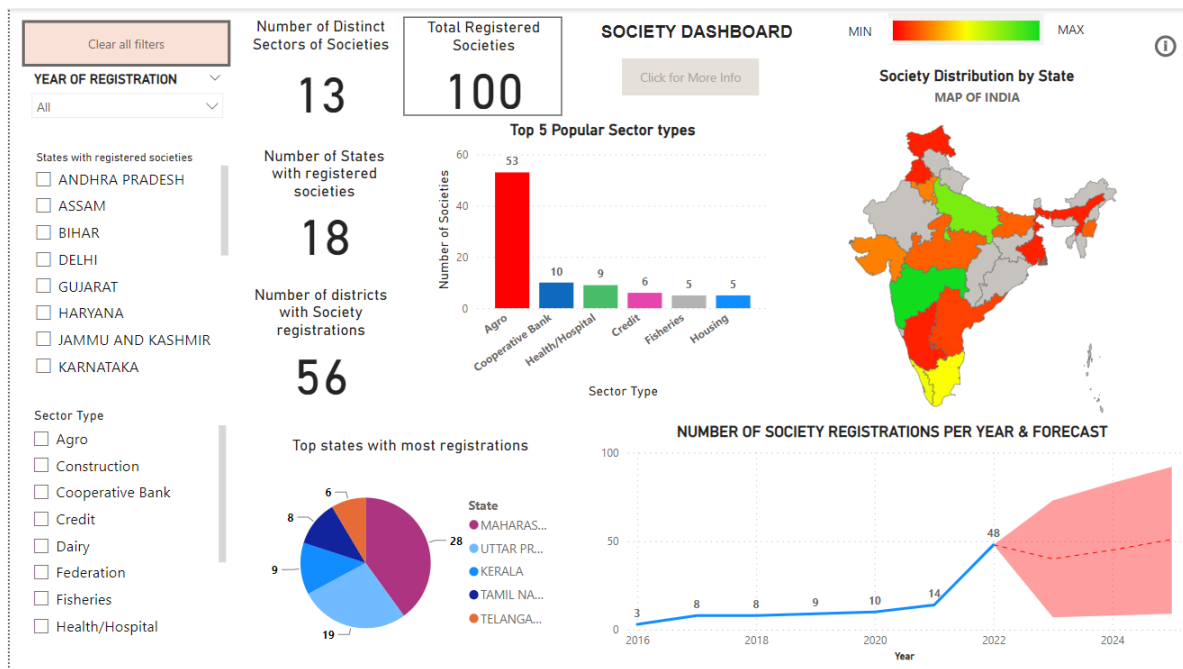 Clear all filters
YEAR OF REGISTRATION
All
States with registered societies
ANDHRA PRADESH
ASSAM
BIHAR
DELHI
GUJARAT
HARYANA
JAMMU AND KASHMIR
KARNATAKA
Sector Type
Agro
Construction
Cooperative Bank
Credit
Dairy
Federation
Fisheries
Health/Hospital
Number of Distinct
Sectors of Societies
13
Total Registered
Societies
100
Number of States
with registered
societies
18
Number of districts
with Society
registrations
56
SOCIETY DASHBOARD
Click for More Info
MIN
MAX
Society Distribution by State
MAP OF INDIA
Top 5 Popular Sector types
Number of Societies
60
40
20
0
53
10
9
6
5
5
Agro
Cooperative Bank
Health/Hospital
Credit
Fisheries
Housing
Sector Type
Top states with most registrations
6
8
9
19
28
State
MAHARAS...
UTTAR PR...
KERALA
TAMIL NA...
TELANGA...
NUMBER OF SOCIETY REGISTRATIONS PER YEAR & FORECAST
100
50
0
3
8
8
9
10
14
48
2016
2018
2020
2022
2024
Year